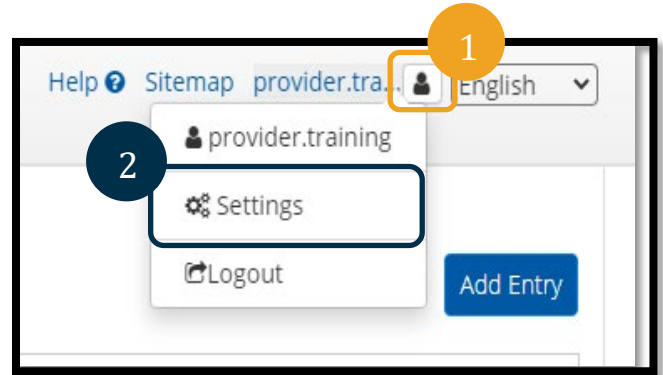 1
Help Sitemap provider.tra... English
provider.training
2
Settings
Logout
Add Entry